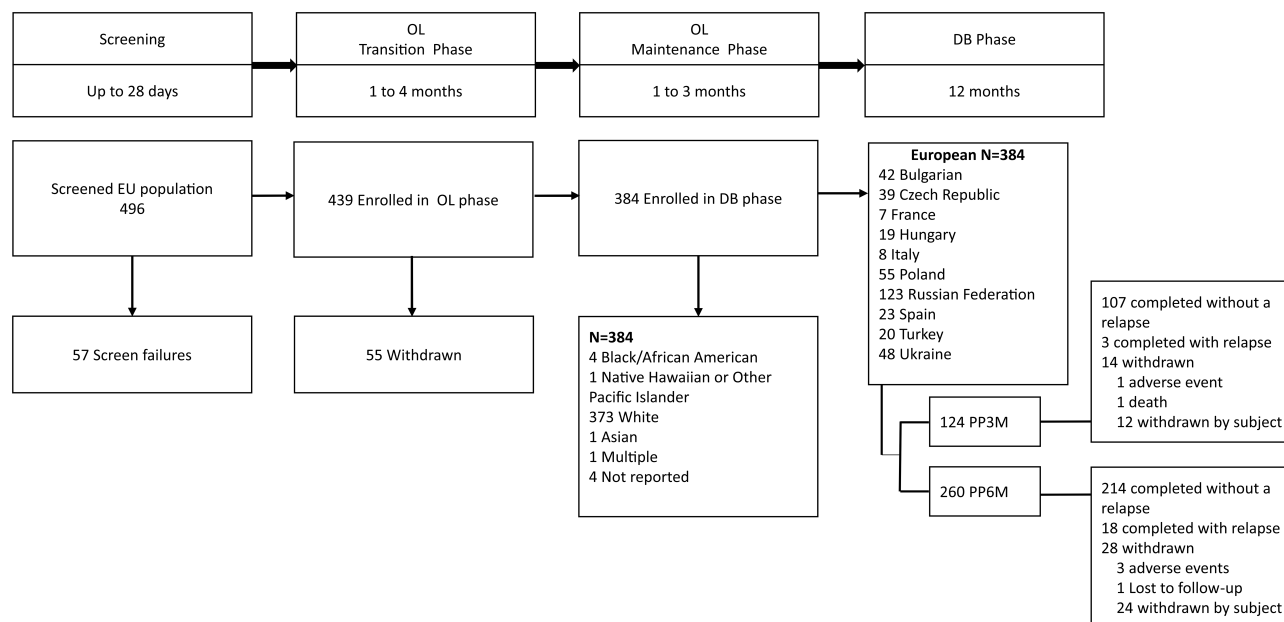 Screening
Up to 28 days
OL
Transition Phase
1 to 4 months
OL
Maintenance Phase
1 to 3 months
DB Phase
12 months
Screened EU population
496
439 Enrolled in OL phase
384 Enrolled in DB phase
European N=384
42 Bulgarian
39 Czech Republic
7 France
19 Hungary
8 Italy
55 Poland
123 Russian Federation
23 Spain
20 Turkey
48 Ukraine
57 Screen failures
55 Withdrawn
N=384
4 Black/African American
1 Native Hawaiian or Other
Pacific Islander
373 White
1 Asian
1 Multiple
4 Not reported
124 PP3M
107 completed without a
relapse
3 completed with relapse
14 withdrawn
1 adverse event
1 death
12 withdrawn by subject
260 PP6M
214 completed without a
relapse
18 completed with relapse
28 withdrawn
3 adverse events
1 Lost to follow-up
24 withdrawn by subject